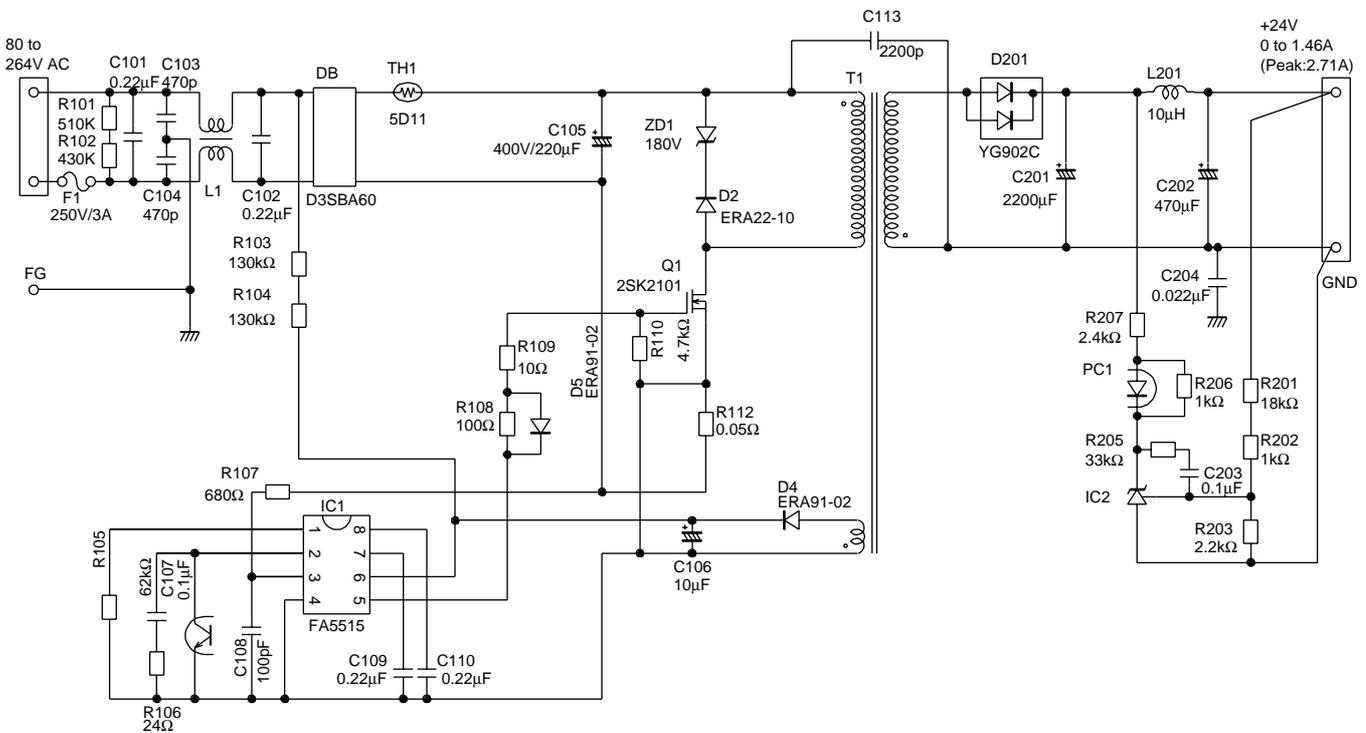 C113
2200p
+24V
0 to 1.46A
(Peak:2.71A)
80 to
264V AC
C101
0.22µF
C103
470p
DB
TH1
5D11
T1
D201
YG902C
L201
10µH
R101
510K
R102
430K
F1
250V/3A
C104
470p
L1
C102
0.22µF
D3SBA60
C105
400V/220µF
ZD1
180V
D2
ERA22-10
C201
2200µF
C202
470µF
R103
130kΩ
R104
130kΩ
FG
Q1
2SK2101
C204
0.022µF
GND
R109
10Ω
R108
100Ω
D5
ERA91-02
R110
4.7kΩ
R112
0.05Ω
R207
2.4kΩ
PC1
R206
1kΩ
R201
18kΩ
R205
33kΩ
R202
1kΩ
C203
0.1µF
IC2
R203
2.2kΩ
R107
680Ω
IC1
D4
ERA91-02
1
2
3
4
8
7
6
5
FA5515
R105
62kΩ
C107
0.1µF
C106
10µF
C108
100pF
C109
0.22µF
C110
0.22µF
R106
24Ω